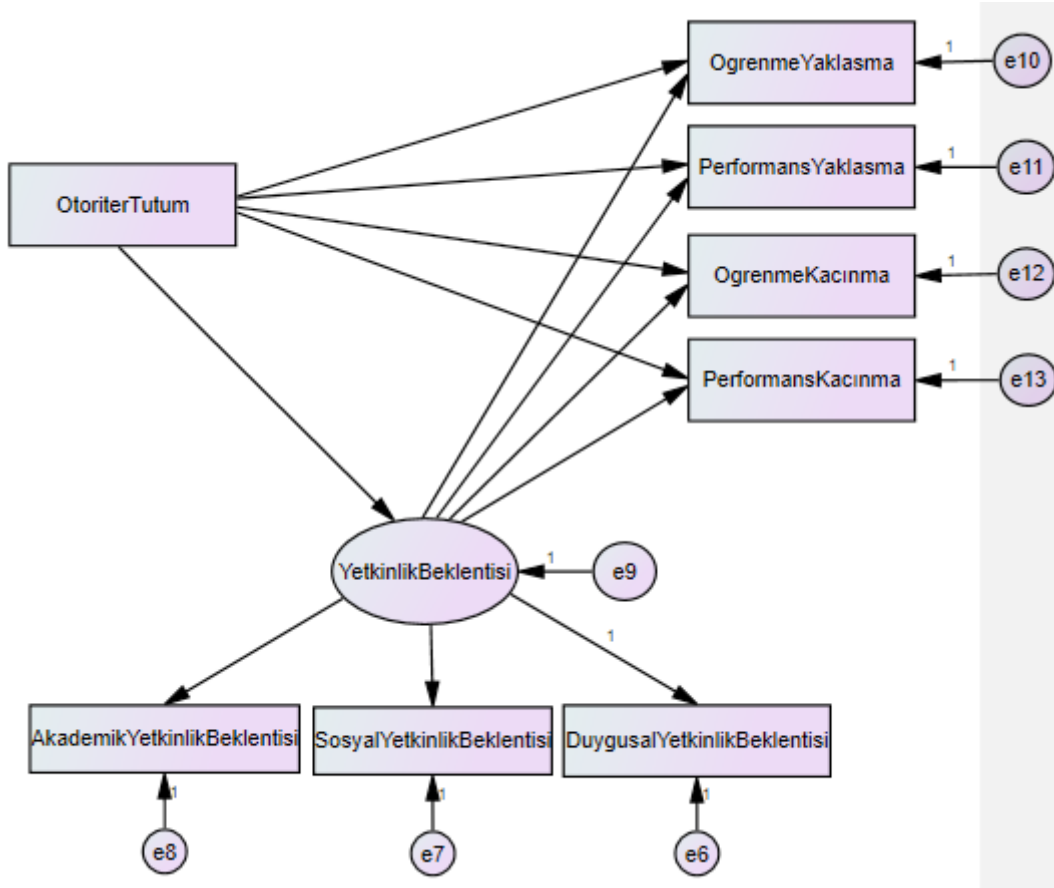 OgrenmeYaklasma
1
e10
PerformansYaklasma
1
e11
OtoriterTutum
OgrenmeKacınma
1
e12
PerformansKacınma
1
e13
YetkinlikBeklentisi
1
e9
1
AkademikYetkinlikBeklentisi
SosyalYetkinlikBeklentisi
DuygusalYetkinlikBeklentisi
1
1
1
e8
e7
e6